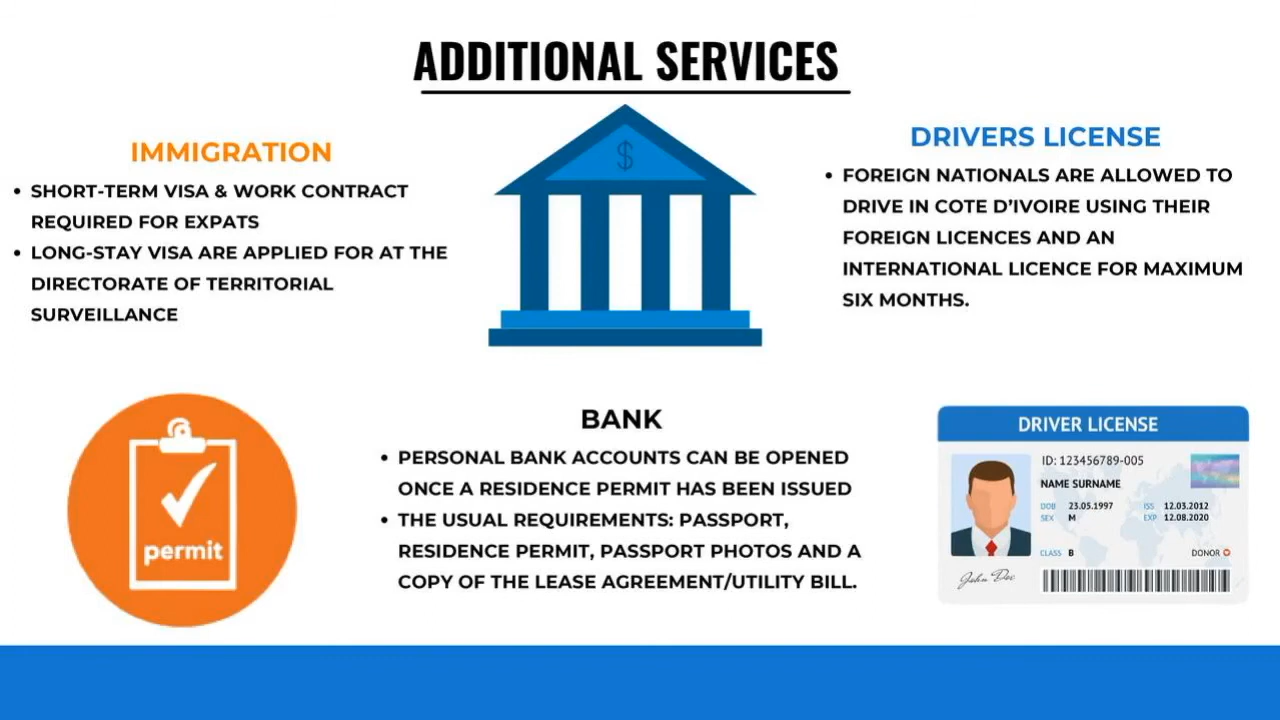 ADDITIONAL SERVICES
IMMIGRATION
• SHORT-TERM VISA & WORK CONTRACT
REQUIRED FOR EXPATS
• LONG-STAY VISA ARE APPLIED FOR AT THE
DIRECTORATE OF TERRITORIAL
SURVEILLANCE
$
DRIVERS LICENSE
• FOREIGN NATIONALS ARE ALLOWED TO
DRIVE IN COTE D’IVOIRE USING THEIR
FOREIGN LICENCES AND AN
INTERNATIONAL LICENCE FOR MAXIMUM
SIX MONTHS.
permit
BANK
• PERSONAL BANK ACCOUNTS CAN BE OPENED
ONCE A RESIDENCE PERMIT HAS BEEN ISSUED
• THE USUAL REQUIREMENTS: PASSPORT,
RESIDENCE PERMIT, PASSPORT PHOTOS AND A
COPY OF THE LEASE AGREEMENT/UTILITY BILL.
DRIVER LICENSE
ID: 123456789-005
NAME SURNAME
DOB 23.05.1997 ISS 12.03.2012
SEX M EXP 12.08.2020
CLASS B DONOR
John Doe